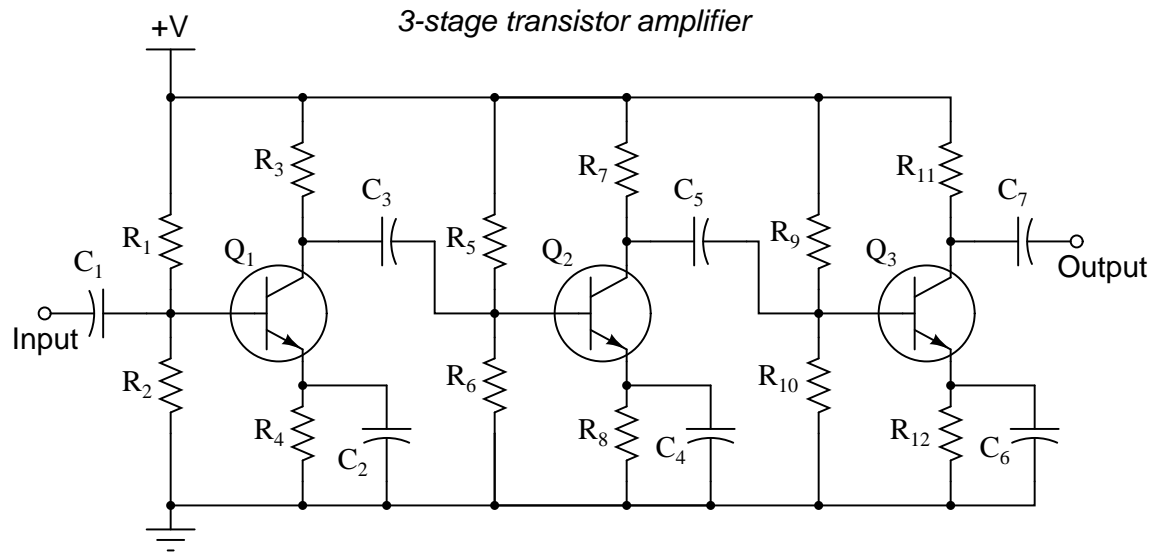 3-stage transistor amplifier
+V
R3
R7
R11
C3
C5
C7
R1
Q1
R5
Q2
R9
Q3
C1
Output
Input
R2
R6
R10
R4
C2
R8
C4
R12
C6